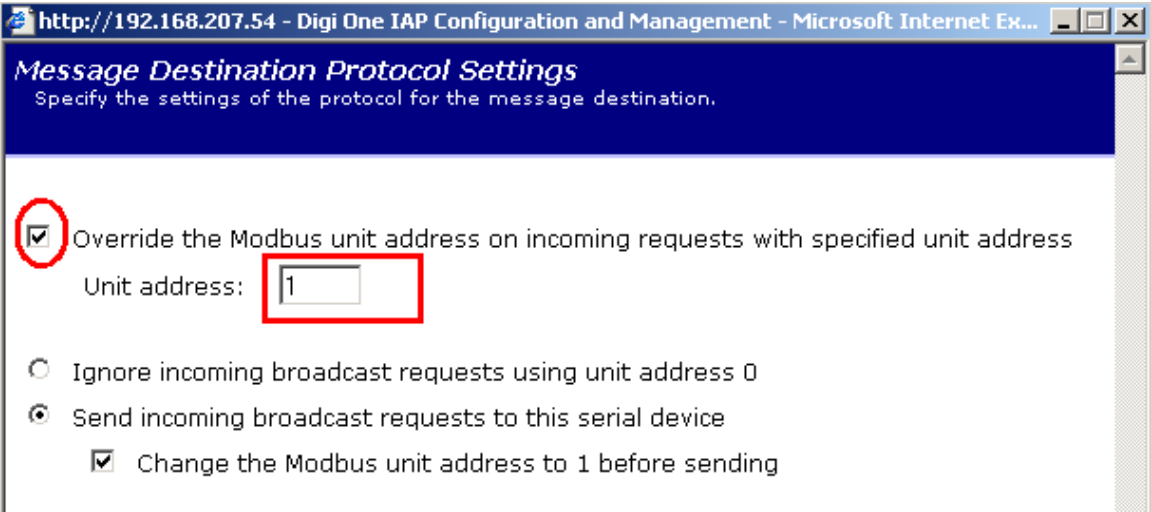 http://192.168.207.54 - Digi One IAP Configuration and Management - Microsoft Internet Ex...
Message Destination Protocol Settings
Specify the settings of the protocol for the message destination.
Override the Modbus unit address on incoming requests with specified unit address
Unit address: 1
Ignore incoming broadcast requests using unit address 0
Send incoming broadcast requests to this serial device
Change the Modbus unit address to 1 before sending